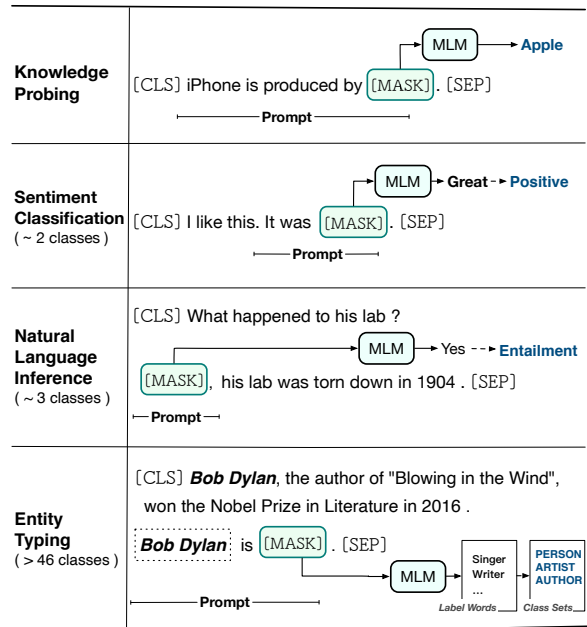 Knowledge
Probing
MLM Apple
[CLS] iPhone is produced by [MASK] . [SEP]
Prompt
Sentiment
Classification
( ~ 2 classes )
MLM Great Positive
[CLS] I like this. It was [MASK] . [SEP]
Prompt
Natural
Language
Inference
( ~ 3 classes )
[CLS] What happened to his lab ?
MLM Yes Entailment
[MASK] , his lab was torn down in 1904 . [SEP]
Prompt
Entity
Typing
( > 46 classes )
[CLS] Bob Dylan, the author of "Blowing in the Wind",
won the Nobel Prize in Literature in 2016 .
Bob Dylan is [MASK] . [SEP]
MLM
Singer
Writer
...
Label Words
PERSON
ARTIST
AUTHOR
Class Sets
Prompt